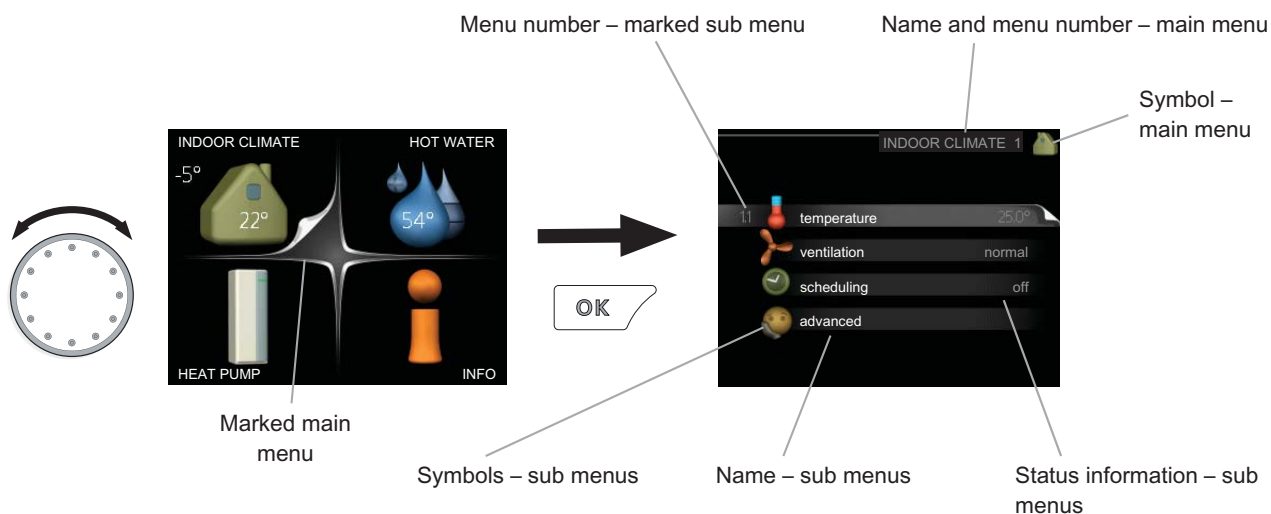 Menu number – marked sub menu
Name and menu number – main menu
Symbol –
main menu
INDOOR CLIMATE
HOT WATER
-5°
22°
54°
HEAT PUMP
INFO
Marked main
menu
OK
INDOOR CLIMATE 1
1.1 temperature 25.0°
ventilation normal
scheduling off
advanced
Symbols – sub menus
Name – sub menus
Status information – sub
menus